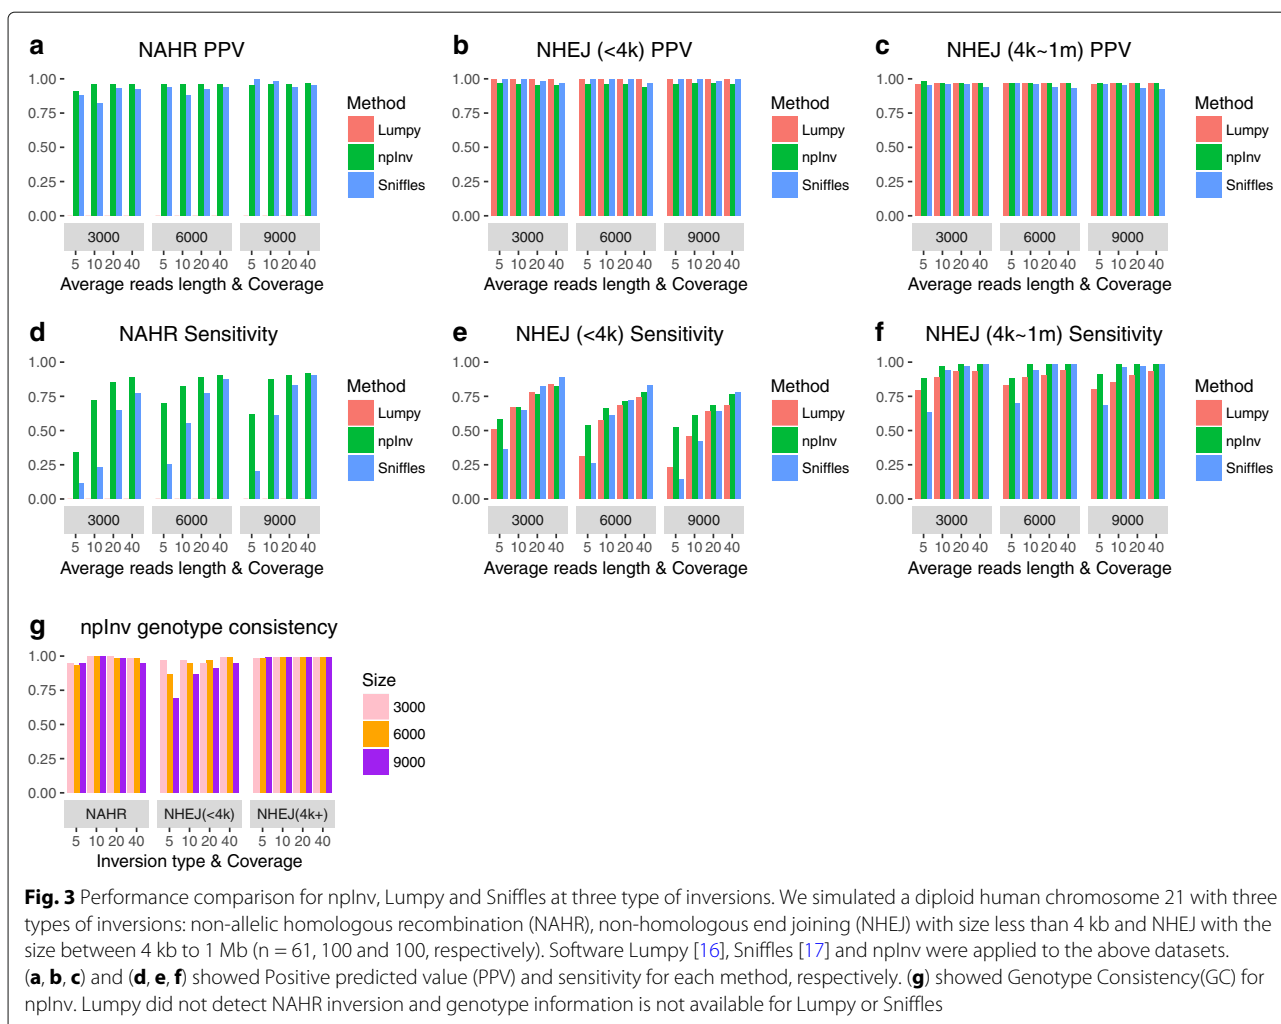 a NAHR PPV
1.00
0.75
0.50
0.25
0.00
3000 6000 9000
5 10 20 40 5 10 20 40 5 10 20 40
Average reads length & Coverage
Method
Lumpy
npInv
Sniffles
b NHEJ (<4k) PPV
1.00
0.75
0.50
0.25
0.00
3000 6000 9000
5 10 20 40 5 10 20 40 5 10 20 40
Average reads length & Coverage
Method
Lumpy
npInv
Sniffles
c NHEJ (4k~1m) PPV
1.00
0.75
0.50
0.25
0.00
3000 6000 9000
5 10 20 40 5 10 20 40 5 10 20 40
Average reads length & Coverage
Method
Lumpy
npInv
Sniffles
d NAHR Sensitivity
1.00
0.75
0.50
0.25
0.00
3000 6000 9000
5 10 20 40 5 10 20 40 5 10 20 40
Average reads length & Coverage
Method
Lumpy
npInv
Sniffles
e NHEJ (<4k) Sensitivity
1.00
0.75
0.50
0.25
0.00
3000 6000 9000
5 10 20 40 5 10 20 40 5 10 20 40
Average reads length & Coverage
Method
Lumpy
npInv
Sniffles
f NHEJ (4k~1m) Sensitivity
1.00
0.75
0.50
0.25
0.00
3000 6000 9000
5 10 20 40 5 10 20 40 5 10 20 40
Average reads length & Coverage
Method
Lumpy
npInv
Sniffles
g npInv genotype consistency
1.00
0.75
0.50
0.25
0.00
NAHR NHEJ(<4k) NHEJ(4k+)
5 10 20 40 5 10 20 40 5 10 20 40
Inversion type & Coverage
Size
3000
6000
9000
Fig. 3 Performance comparison for npInv, Lumpy and Sniffles at three type of inversions. We simulated a diploid human chromosome 21 with three
types of inversions: non-allelic homologous recombination (NAHR), non-homologous end joining (NHEJ) with size less than 4 kb and NHEJ with the
size between 4 kb to 1 Mb (n = 61, 100 and 100, respectively). Software Lumpy [16], Sniffles [17] and npInv were applied to the above datasets.
(a, b, c) and (d, e, f) showed Positive predicted value (PPV) and sensitivity for each method, respectively. (g) showed Genotype Consistency(GC) for
npInv. Lumpy did not detect NAHR inversion and genotype information is not available for Lumpy or Sniffles